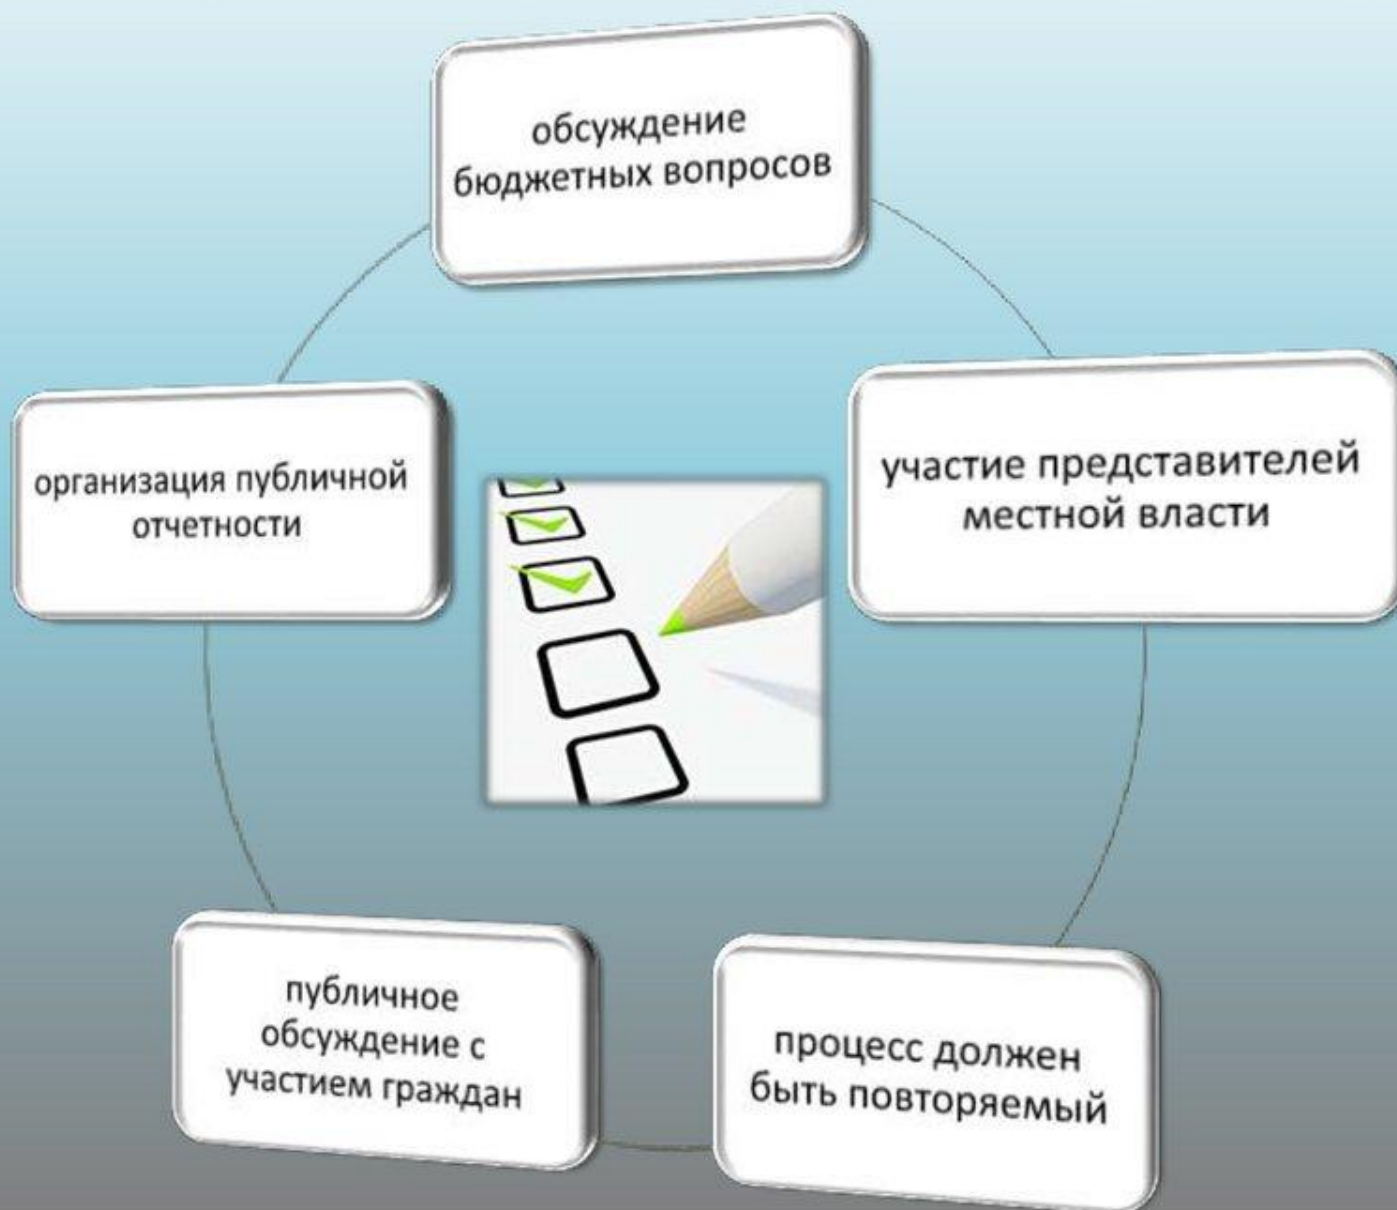 обсуждение
бюджетных вопросов
участие представителей
местной власти
процесс должен
быть повторяемый
публичное
обсуждение с
участием граждан
организация публичной
отчетности